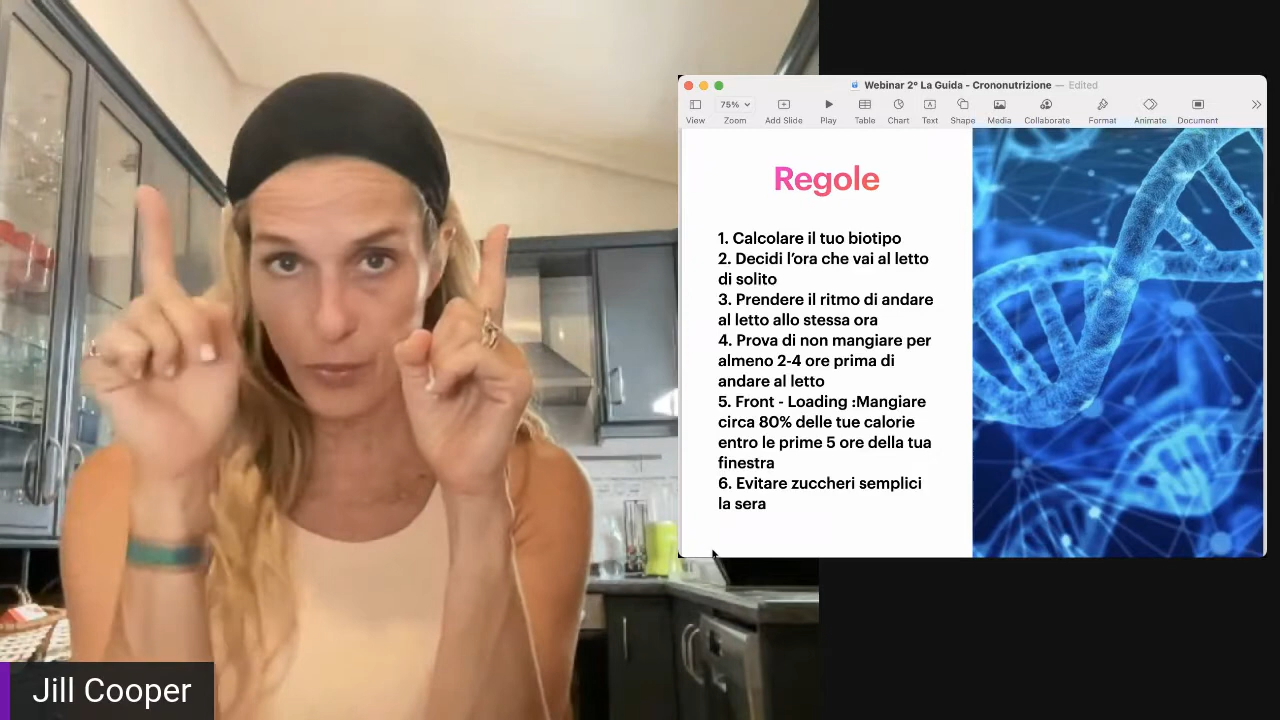 Webinar 2º La Guida - Crononutrizione — Edited
75%
View
Zoom
Add Slide
Play
Table
Chart
Text
Shape
Media
Collaborate
Format
Animate
Document
Regole
1. Calcolare il tuo biotipo
2. Decidi l’ora che vai al letto
di solito
3. Prendere il ritmo di andare
al letto allo stessa ora
4. Prova di non mangiare per
almeno 2-4 ore prima di
andare al letto
5. Front - Loading :Mangiare
circa 80% delle tue calorie
entro le prime 5 ore della tua
finestra
6. Evitare zuccheri semplici
la sera
Jill Cooper